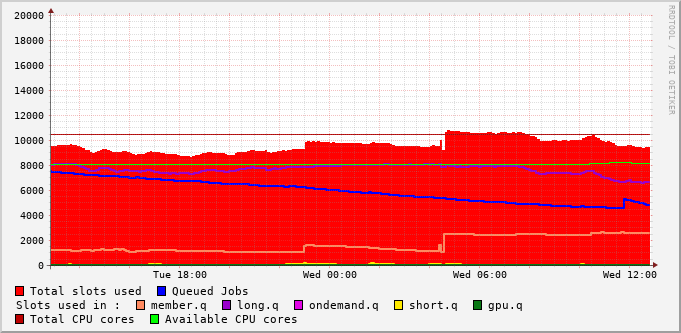 20000
18000
16000
14000
12000
10000
8000
6000
4000
2000
0
Tue 18:00 Wed 00:00 Wed 06:00 Wed 12:00
RRDTOOL / TOBI OETIKER
Total slots used Queued Jobs
Slots used in : member.q long.q ondemand.q short.q gpu.q
Total CPU cores Available CPU cores